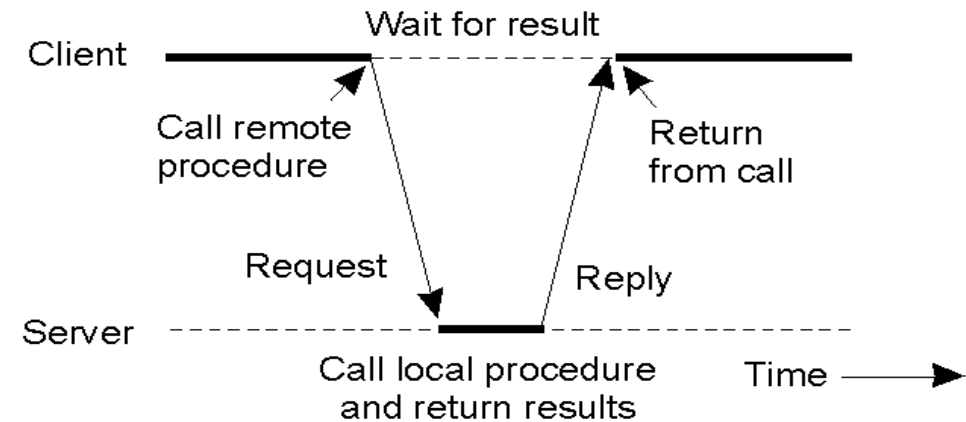 Wait for result
Client
Call remote
procedure
Return
from call
Request
Reply
Server
Call local procedure
and return results
Time